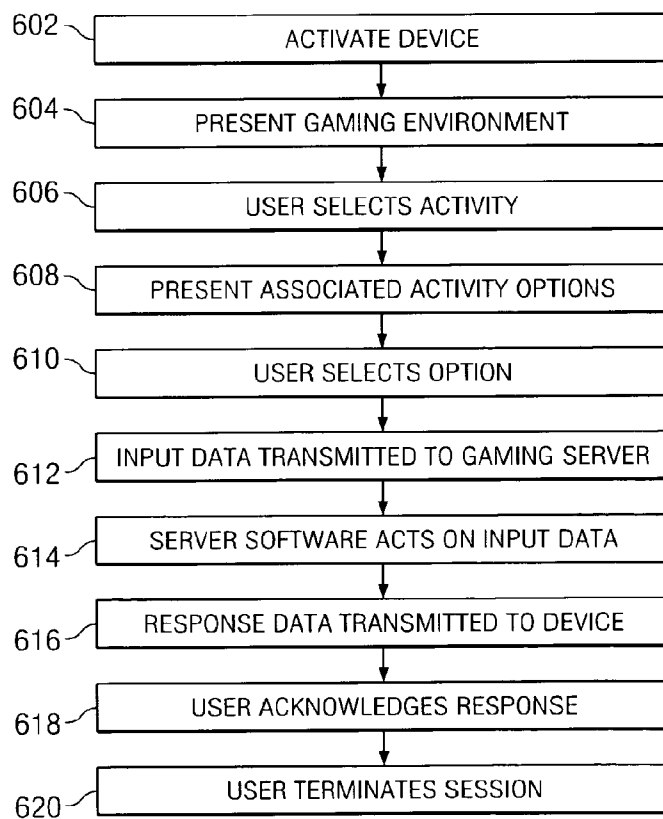 602 ACTIVATE DEVICE
604 PRESENT GAMING ENVIRONMENT
606 USER SELECTS ACTIVITY
608 PRESENT ASSOCIATED ACTIVITY OPTIONS
610 USER SELECTS OPTION
612 INPUT DATA TRANSMITTED TO GAMING SERVER
614 SERVER SOFTWARE ACTS ON INPUT DATA
616 RESPONSE DATA TRANSMITTED TO DEVICE
618 USER ACKNOWLEDGES RESPONSE
620 USER TERMINATES SESSION